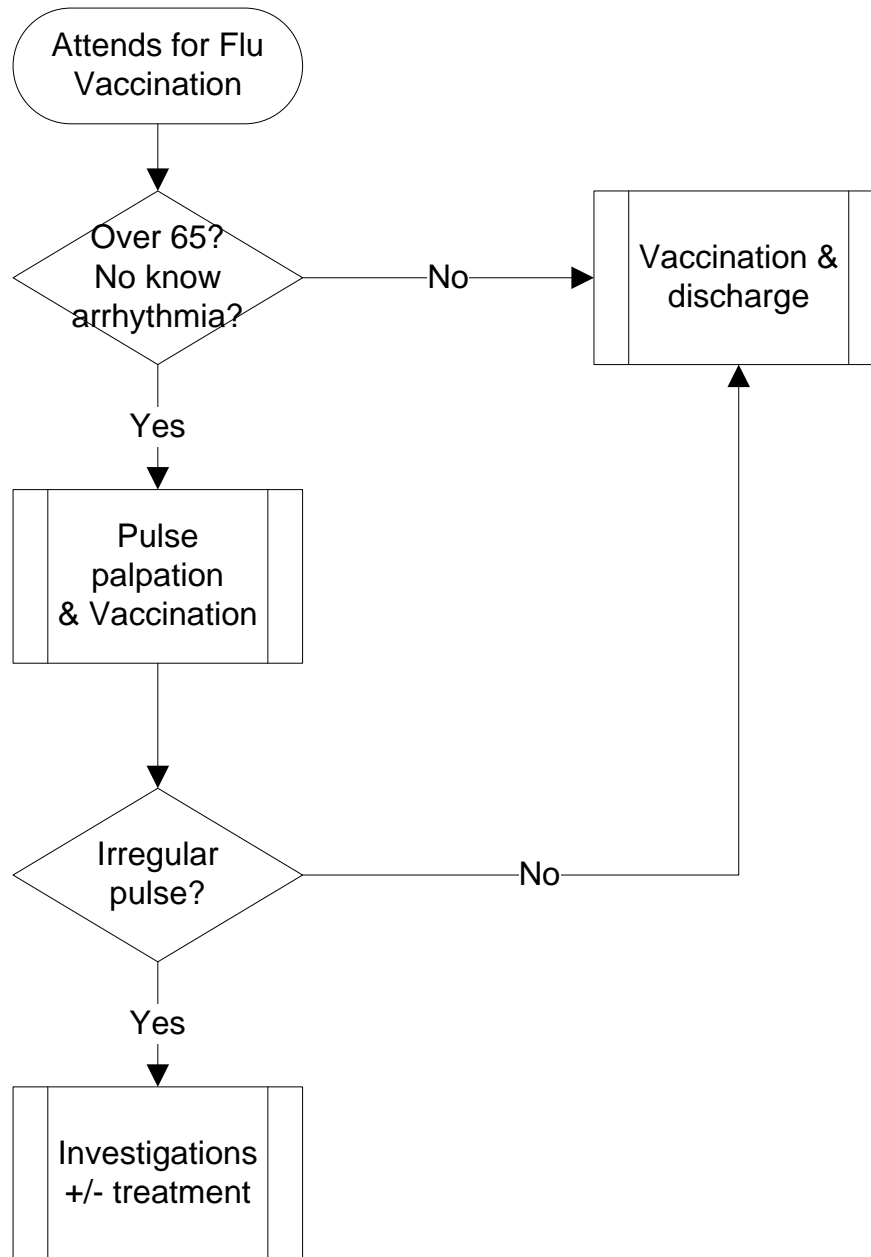 Attends for Flu
Vaccination
Over 65?
No know
arrhythmia?
No
Vaccination &
discharge
Yes
Pulse
palpation
& Vaccination
Irregular
pulse?
No
Yes
Investigations
+/- treatment